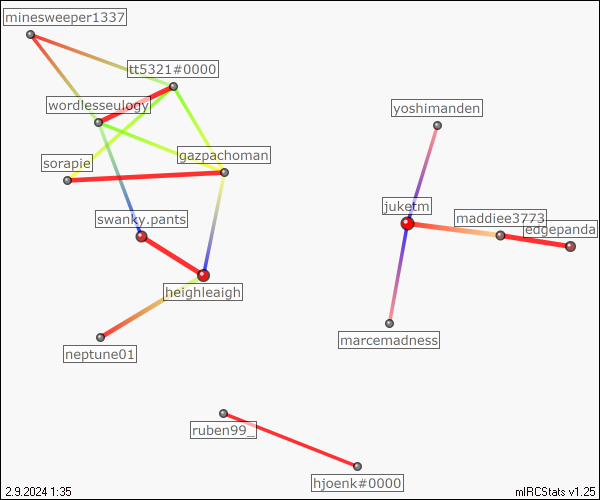 minesweeper1337
tt5321#0000
wordlesseulogy
yoshimanden
gazpachoman
sorapie
juketm
swanky.pants
maddiee3773
edgepanda
heighleaigh
marcemadness
neptune01
ruben99_
hjoenk#0000
2.9.2024 1:35
mIRCStats v1.25